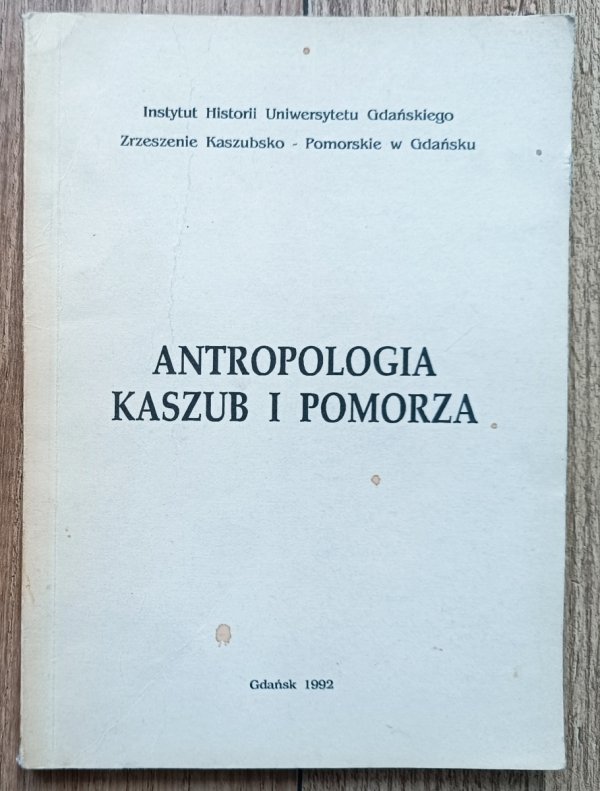 Instytut Historii Uniwersytetu Gdańskiego
Zrzeszenie Kaszubsko - Pomorskie w Gdańsku
ANTROPOLOGIA
KASZUB I POMORZA
Gdańsk 1992